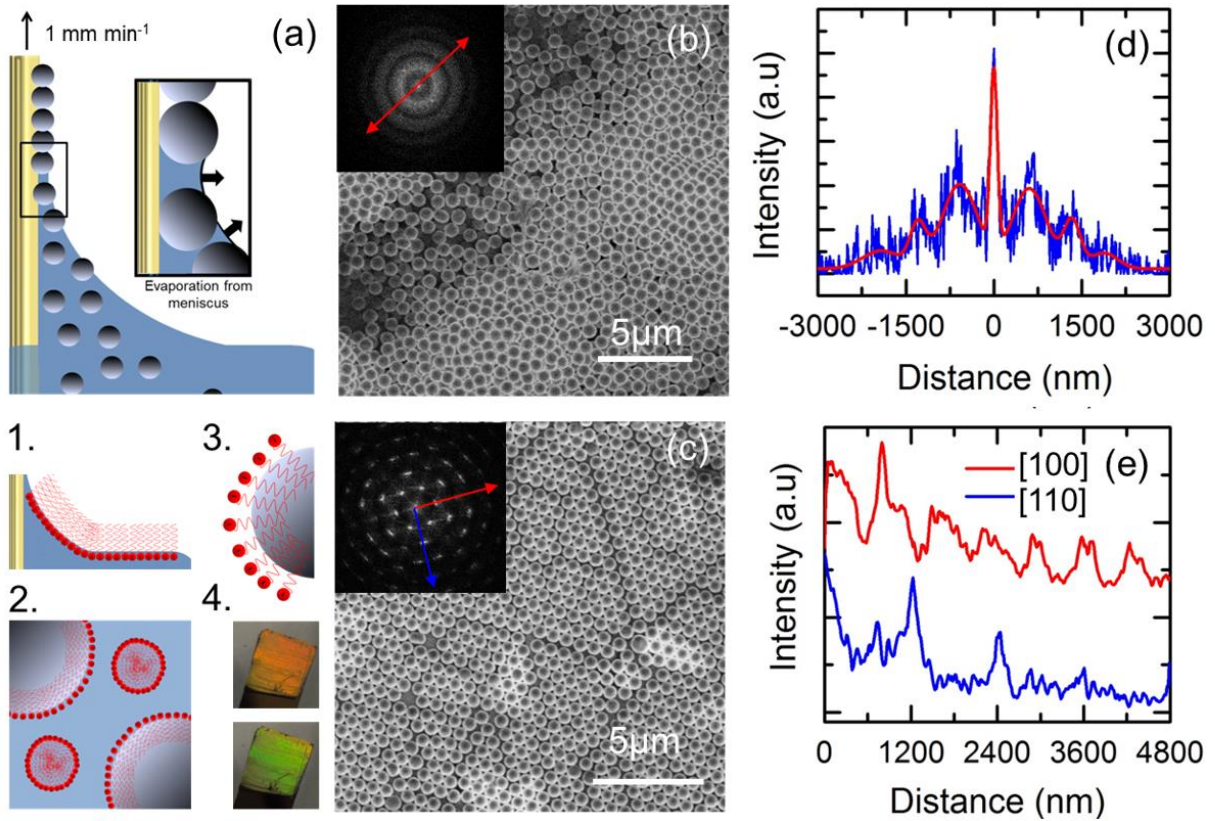 1 mm min-1
(a)
Evaporation from
meniscus
(b)
5μm
(d)
Intensity (a.u)
-3000 -1500 0 1500 3000
Distance (nm)
1.
2.
3.
4.
(c)
5μm
(e)
[100]
[110]
Intensity (a.u)
0 1200 2400 3600 4800
Distance (nm)